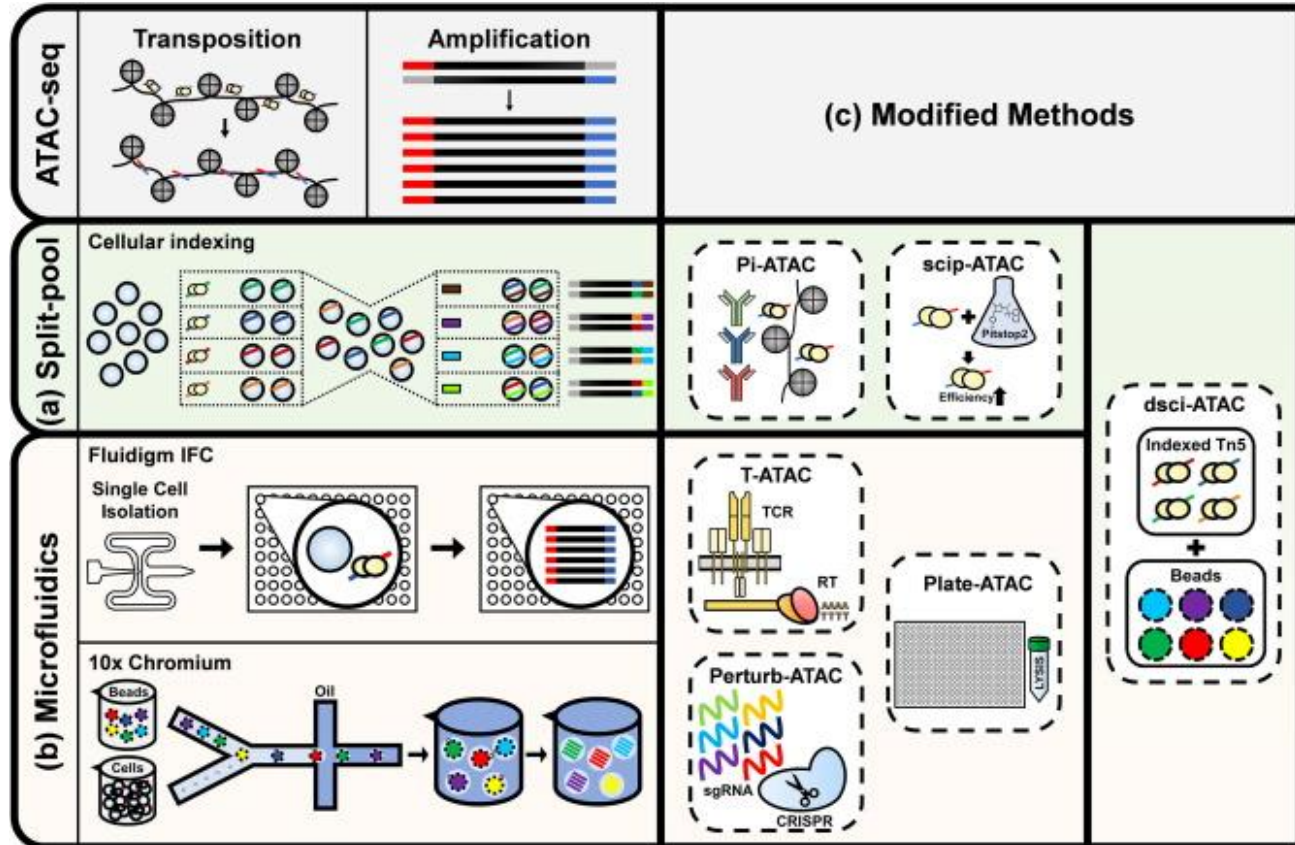 ATAC-seq
Transposition
Amplification
(c) Modified Methods
(a) Split-pool
Cellular indexing
Pi-ATAC
scip-ATAC
Pitstop2
Efficiency
dsci-ATAC
Indexed Tn5
Beads
(b) Microfluidics
Fluidigm IFC
Single Cell
Isolation
T-ATAC
TCR
RT
AAAA
TTTT
Plate-ATAC
LYSIS
10x Chromium
Beads
Cells
Oil
Perturb-ATAC
sgRNA
CRISPR